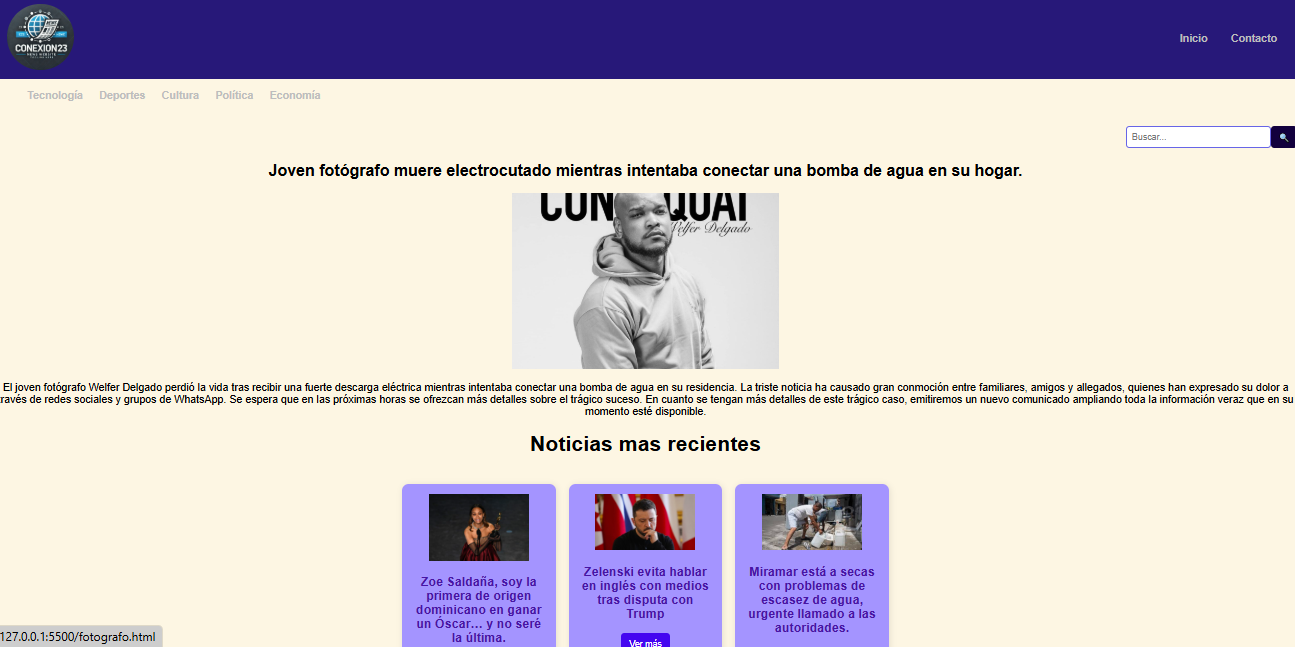 CONEXION23
Inicio
Contacto
Tecnología
Deportes
Cultura
Política
Economía
Buscar...
Joven fotógrafo muere electrocutado mientras intentaba conectar una bomba de agua en su hogar.
Welfer Delgado
El joven fotógrafo Welfer Delgado perdió la vida tras recibir una fuerte descarga eléctrica mientras intentaba conectar una bomba de agua en su residencia. La triste noticia ha causado gran conmoción entre familiares, amigos y allegados, quienes han expresado su dolor a
ravés de redes sociales y grupos de WhatsApp. Se espera que en las próximas horas se ofrezcan más detalles sobre el trágico suceso. En cuanto se tengan más detalles de este trágico caso, emitiremos un nuevo comunicado ampliando toda la información veraz que en su
momento esté disponible.
Noticias mas recientes
Zoe Saldaña, soy la
primera de origen
dominicano en ganar
un Óscar... y no seré
la última.
Zelenski evita hablar
en inglés con medios
tras disputa con
Trump
Ver más
Miramar está a secas
con problemas de
escasez de agua,
urgente llamado a las
autoridades.
127.0.0.1:5500/fotografo.html